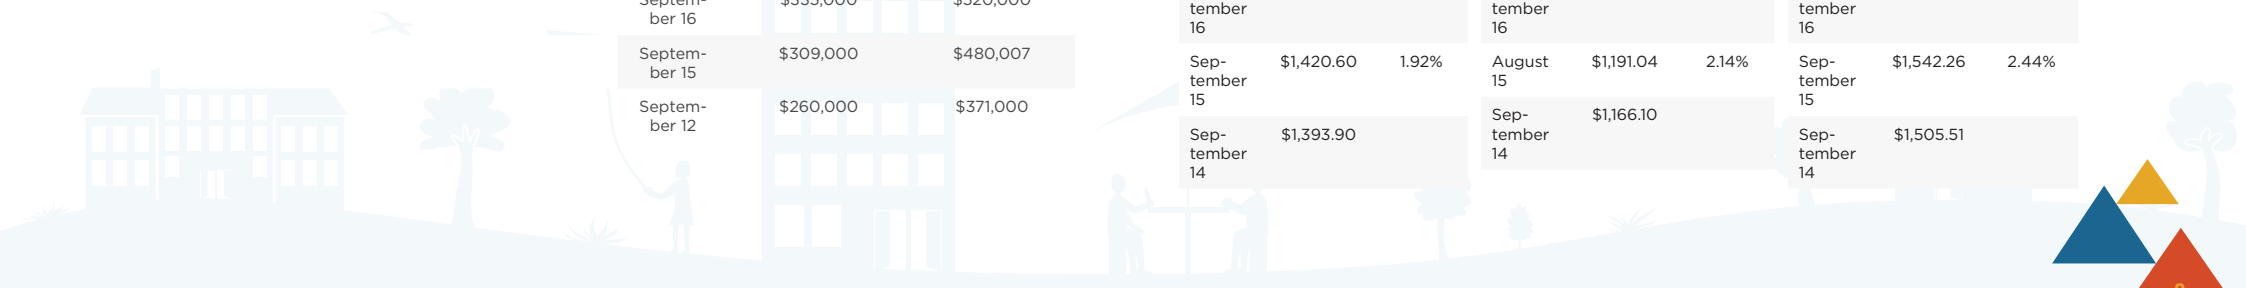 ber 16
Septem-
ber 15
$309,000
$480,007
Septem-
ber 12
$260,000
$371,000
tember
16
Sep-
tember
15
$1,420.60
1.92%
Sep-
tember
14
$1,393.90
tember
16
August
15
$1,191.04
2.14%
Sep-
tember
14
$1,166.10
tember
16
Sep-
tember
15
$1,542.26
2.44%
Sep-
tember
14
$1,505.51